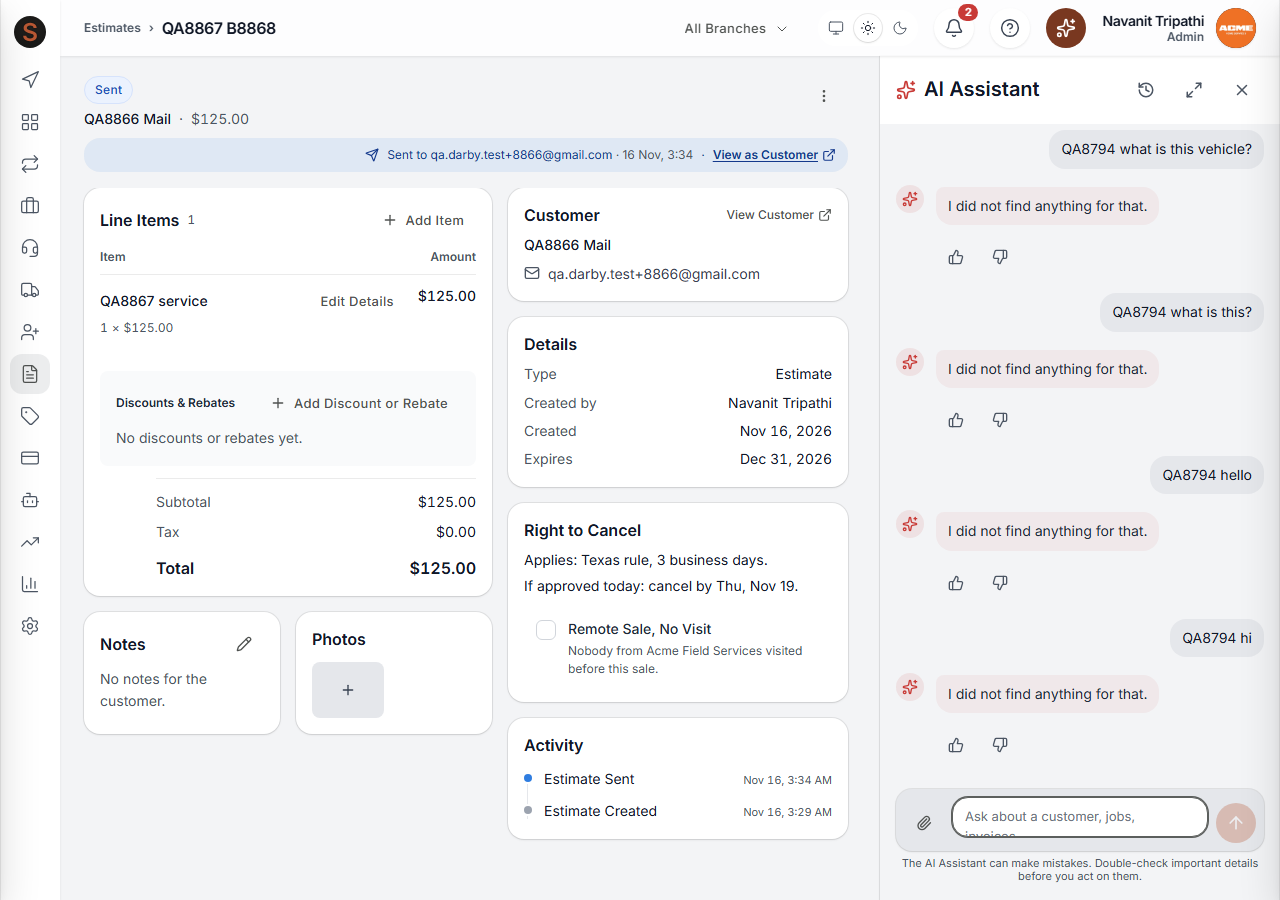 S
Estimates › QA8867 B8868
All Branches
2
Navanit Tripathi
Admin
ACME
Sent
QA8866 Mail · $125.00
Sent to qa.darby.test+8866@gmail.com · 16 Nov, 3:34 · View as Customer
Line Items 1
Add Item
Item Amount
QA8867 service Edit Details $125.00
1 × $125.00
Discounts & Rebates Add Discount or Rebate
No discounts or rebates yet.
Subtotal $125.00
Tax $0.00
Total $125.00
Notes
No notes for the
customer.
Photos
Customer View Customer
QA8866 Mail
qa.darby.test+8866@gmail.com
Details
Type Estimate
Created by Navanit Tripathi
Created Nov 16, 2026
Expires Dec 31, 2026
Right to Cancel
Applies: Texas rule, 3 business days.
If approved today: cancel by Thu, Nov 19.
Remote Sale, No Visit
Nobody from Acme Field Services visited
before this sale.
Activity
Estimate Sent Nov 16, 3:34 AM
Estimate Created Nov 16, 3:29 AM
AI Assistant
QA8794 what is this vehicle?
I did not find anything for that.
QA8794 what is this?
I did not find anything for that.
QA8794 hello
I did not find anything for that.
QA8794 hi
I did not find anything for that.
Ask about a customer, jobs,
invoices
The AI Assistant can make mistakes. Double-check important details
before you act on them.